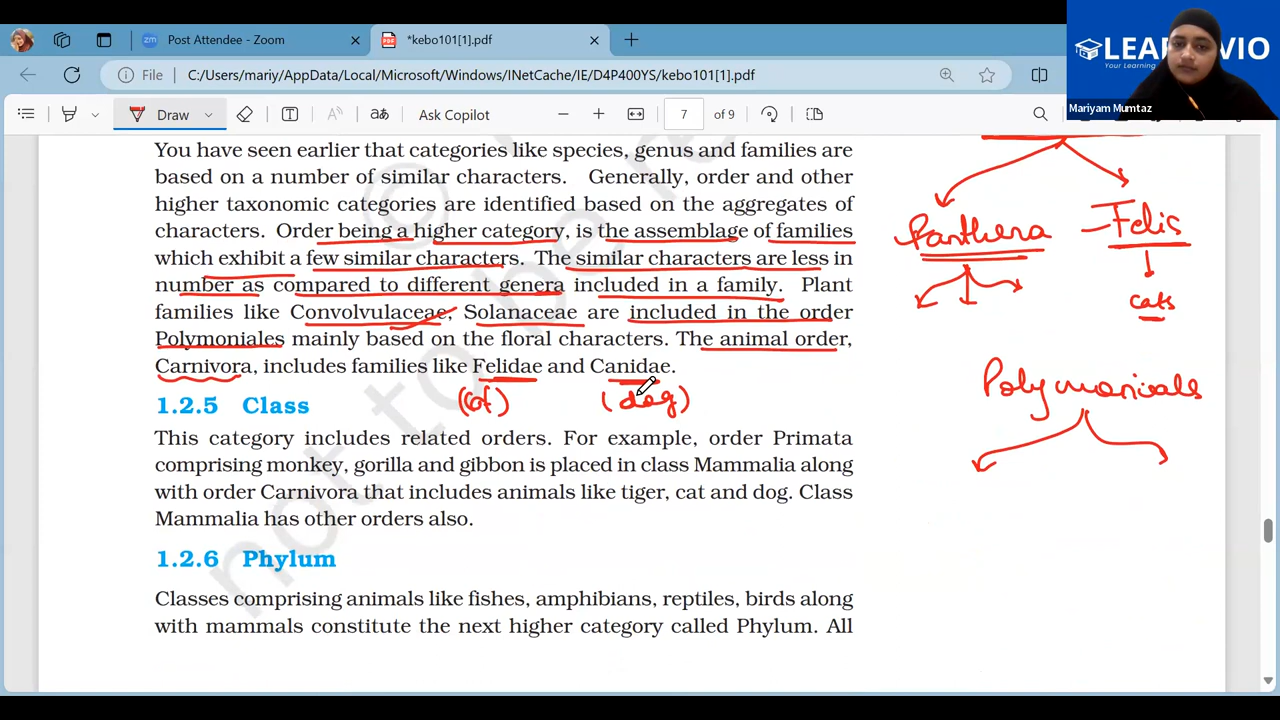 Post Attendee - Zoom
*kebo101[1].pdf
File
C:/Users/mariy/AppData/Local/Microsoft/Windows/INetCache/IE/D4P400YS/kebo101[1].pdf
LEAR
VIO
Your Learning
Mariyam Mumtaz
Draw
Ask Copilot
7 of 9
You have seen earlier that categories like species, genus and families are
based on a number of similar characters. Generally, order and other
higher taxonomic categories are identified based on the aggregates of
characters. Order being a higher category, is the assemblage of families
which exhibit a few similar characters. The similar characters are less in
number as compared to different genera included in a family. Plant
families like Convolvulaceae, Solanaceae are included in the order
Polymoniales mainly based on the floral characters. The animal order,
Carnivora, includes families like Felidae and Canidae.
(cat) (dog)
1.2.5 Class
This category includes related orders. For example, order Primata
comprising monkey, gorilla and gibbon is placed in class Mammalia along
with order Carnivora that includes animals like tiger, cat and dog. Class
Mammalia has other orders also.
1.2.6 Phylum
Classes comprising animals like fishes, amphibians, reptiles, birds along
with mammals constitute the next higher category called Phylum. All
Panthera
Felis
cats
not to be re